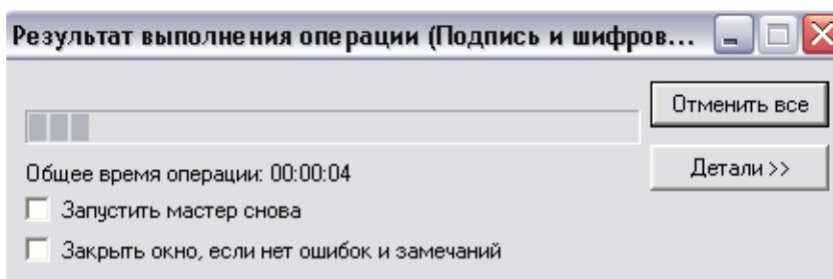 Результат выполнения операции (Подпись и шифров...
Отменить все
Общее время операции: 00:00:04
Детали >>
Запустить мастер снова
Закрыть окно, если нет ошибок и замечаний